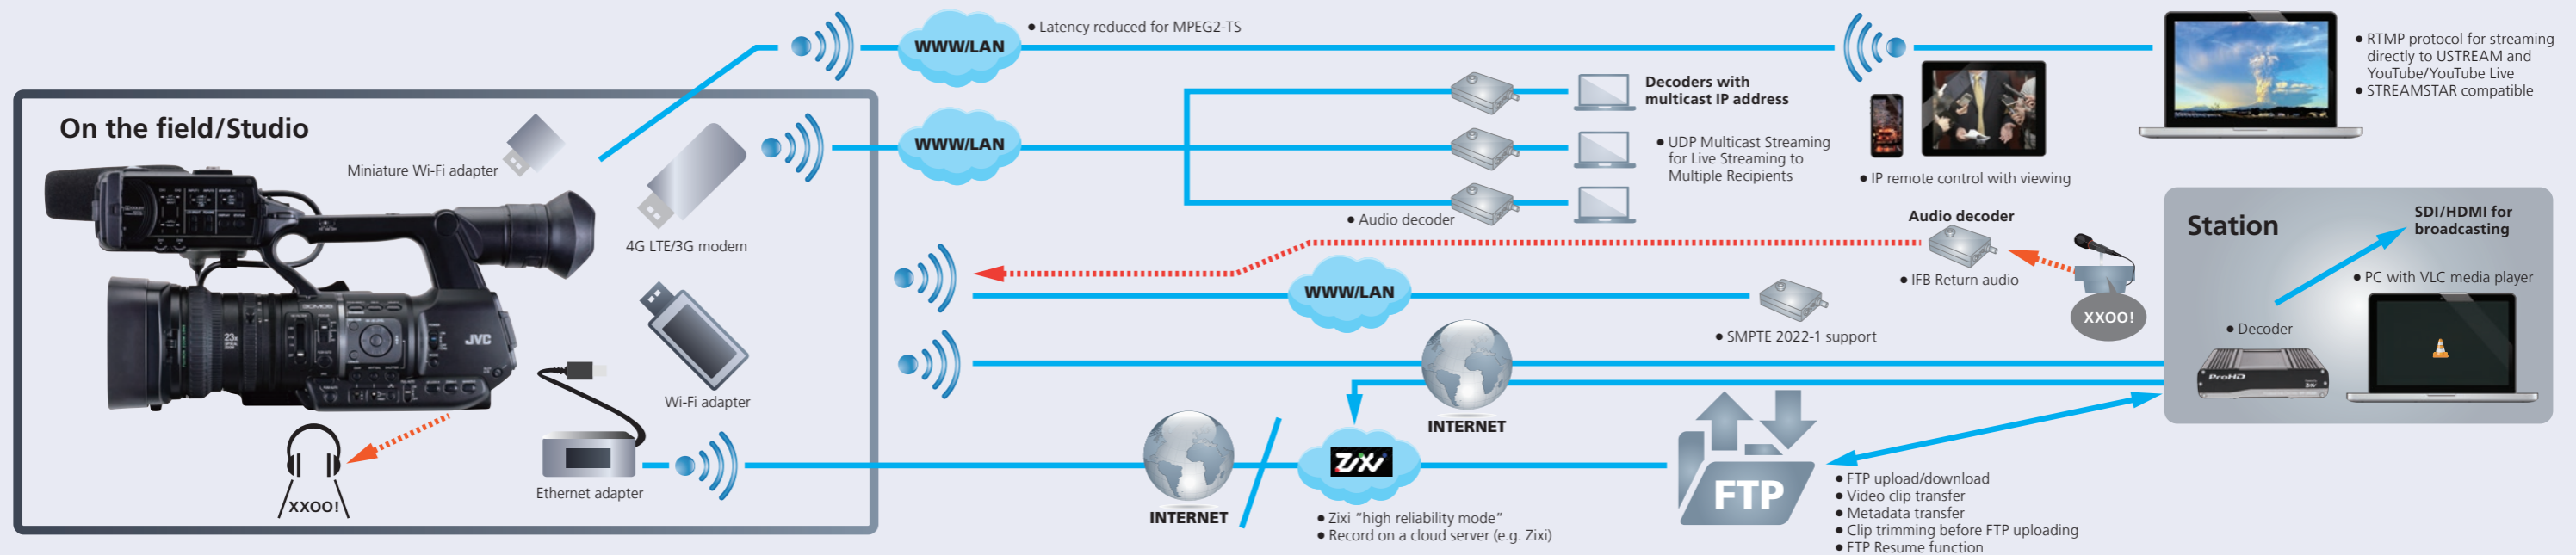 On the field/Studio
Miniature Wi-Fi adapter
4G LTE/3G modem
Wi-Fi adapter
Ethernet adapter
23x
JVC
XXOO!
WWW/LAN
● Latency reduced for MPEG2-TS
WWW/LAN
Decoders with
multicast IP address
● UDP Multicast Streaming
for Live Streaming to
Multiple Recipients
● Audio decoder
● IP remote control with viewing
● RTMP protocol for streaming
directly to USTREAM and
YouTube/YouTube Live
● STREAMSTAR compatible
Audio decoder
● IFB Return audio
XXOO!
WWW/LAN
● SMPTE 2022-1 support
INTERNET
INTERNET
ZiXi
● Zixi “high reliability mode”
● Record on a cloud server (e.g. Zixi)
FTP
● FTP upload/download
● Video clip transfer
● Metadata transfer
● Clip trimming before FTP uploading
● FTP Resume function
Station
SDI/HDMI for
broadcasting
● PC with VLC media player
● Decoder
ProHD